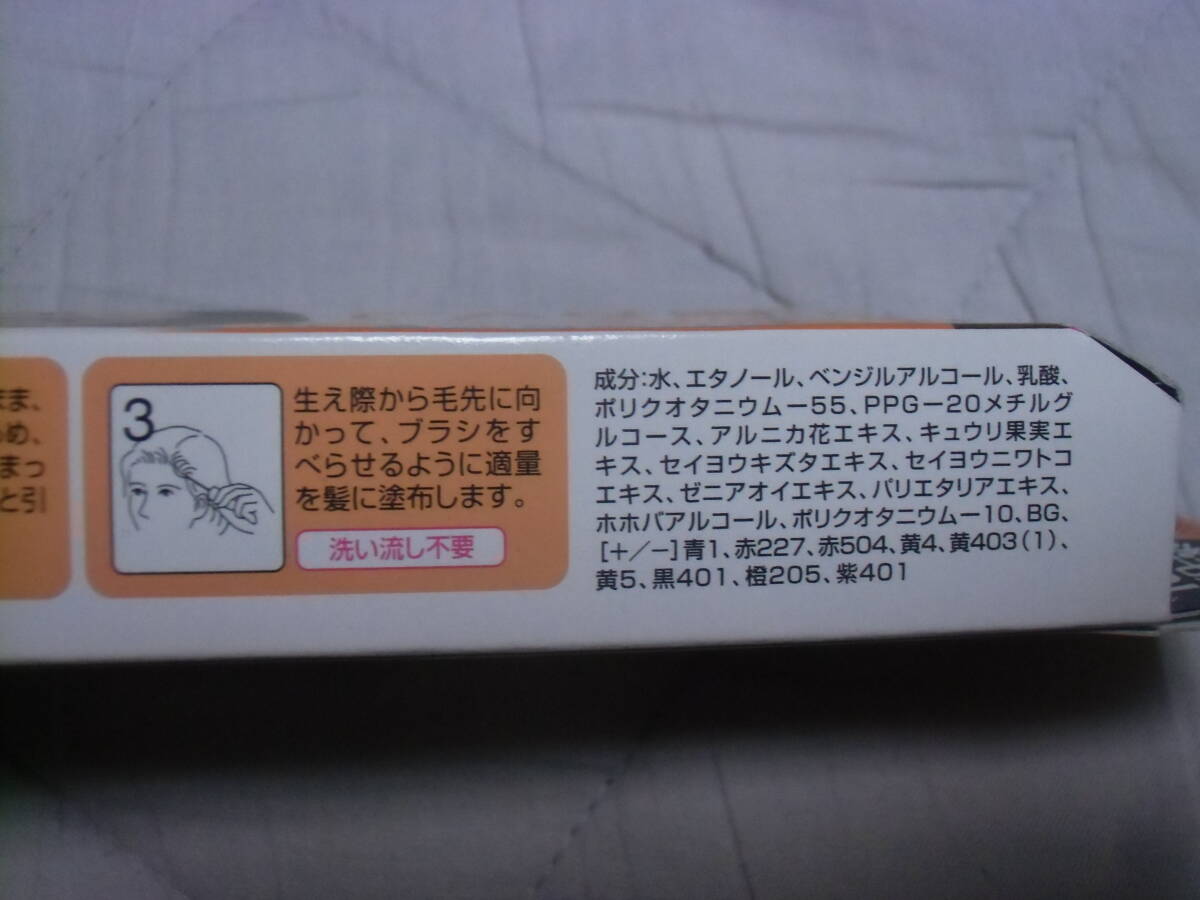 まま、
め、
まっ
と引
3
生え際から毛先に向
かって、ブラシをす
べらせるように適量
を髪に塗布します。
洗い流し不要
成分:水、エタノール、ベンジルアルコール、乳酸、
ポリクオタニウムー55、PPGー20メチルグ
ルコース、アルニカ花エキス、キュウリ果実エ
キス、セイヨウキズタエキス、セイヨウニワトコ
エキス、ゼニアオイエキス、パリエタリアエキス、
ホホバアルコール、ポリクオタニウムー10、BG、
[+/−]青1、赤227、赤504、黄4、黄403(1)、
黄5、黒401、橙205、紫401